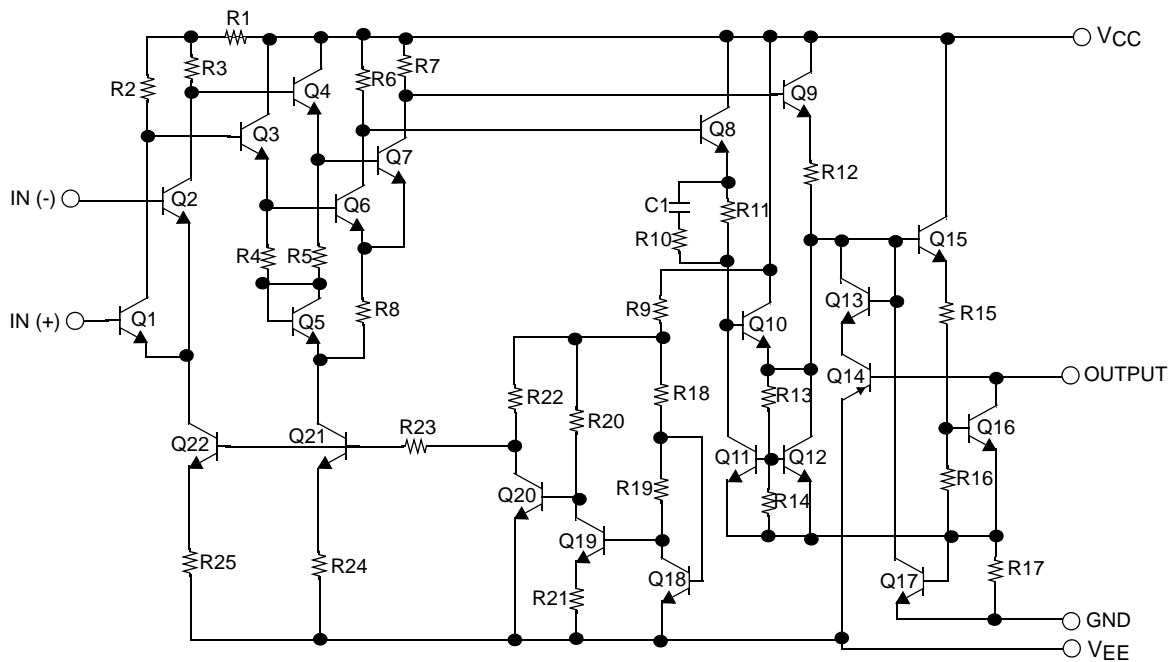 R1
VCC
R2
R3
R6
R7
Q4
Q9
Q3
Q8
Q7
R12
IN (-)
Q2
Q6
C1
R11
R10
Q15
R4
R5
Q13
R9
R8
R15
IN (+)
Q1
Q5
Q10
Q14
OUTPUT
R18
R13
R22
R20
R23
Q16
Q22
Q21
Q11
Q12
R16
R19
Q20
R14
Q19
R25
R24
Q18
Q17
R17
R21
GND
VEE